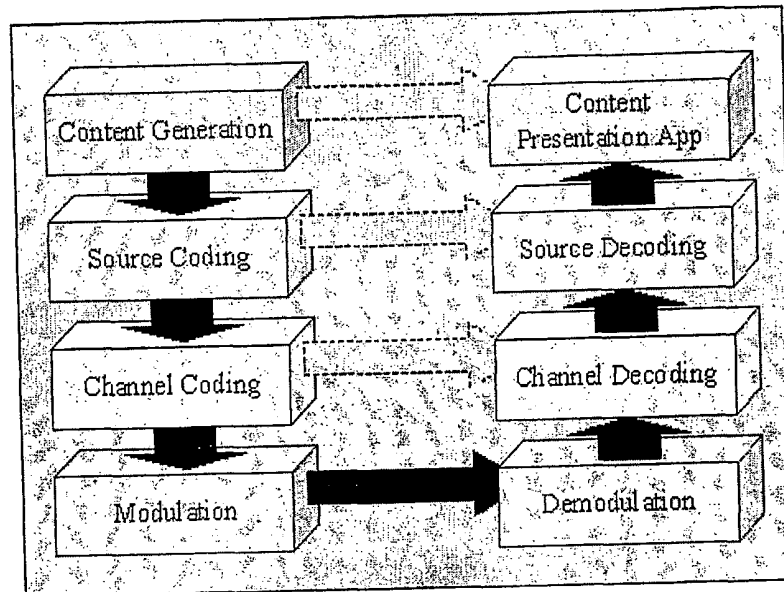 Content Generation
Content
Presentation App
Source Coding
Source Decoding
Channel Coding
Channel Decoding
Modulation
Demodulation